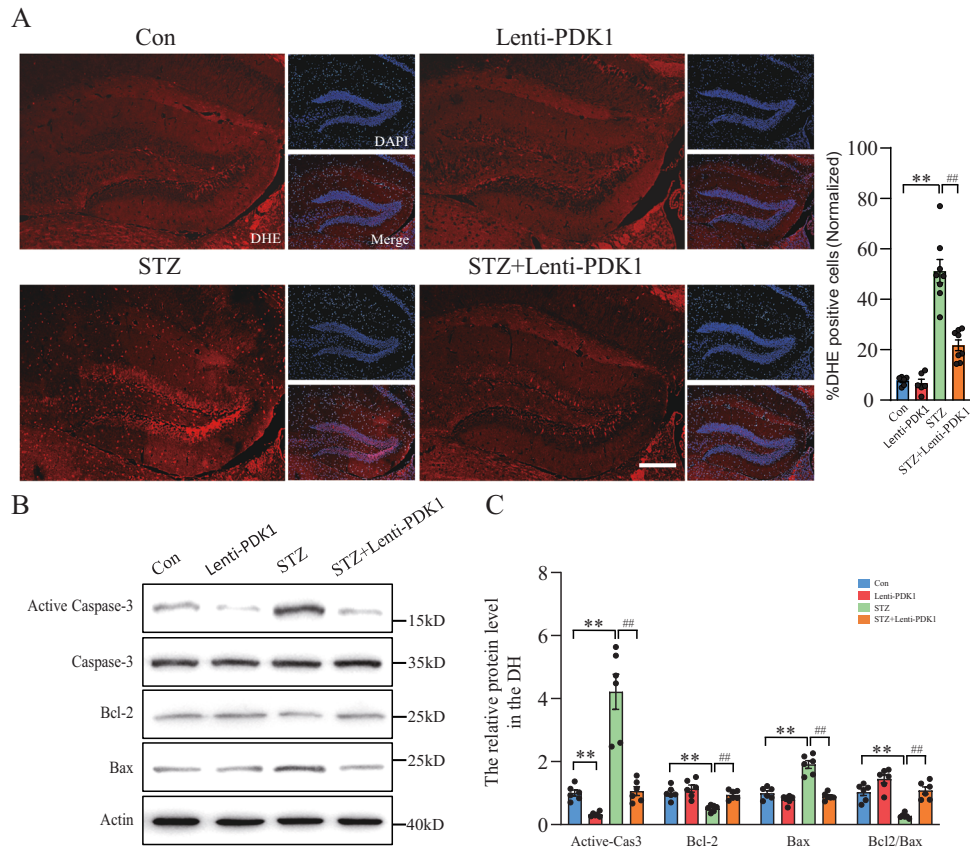 A
Con
Lenti-PDK1
DAPI
DHE
Merge
STZ
STZ+Lenti-PDK1
%DHE positive cells (Normalized)
100
80
60
40
20
0
**
##
Con
Lenti-PDK1
STZ
STZ+Lenti-PDK1
B
Con
Lenti-PDK1
STZ
STZ+Lenti-PDK1
Active Caspase-3
15kD
Caspase-3
35kD
Bcl-2
25kD
Bax
25kD
Actin
40kD
C
The relative protein level
in the DH
8
6
4
2
0
Con
Lenti-PDK1
STZ
STZ+Lenti-PDK1
**
**
##
**
##
**
##
**
##
Active-Cas3
Bcl-2
Bax
Bcl2/Bax